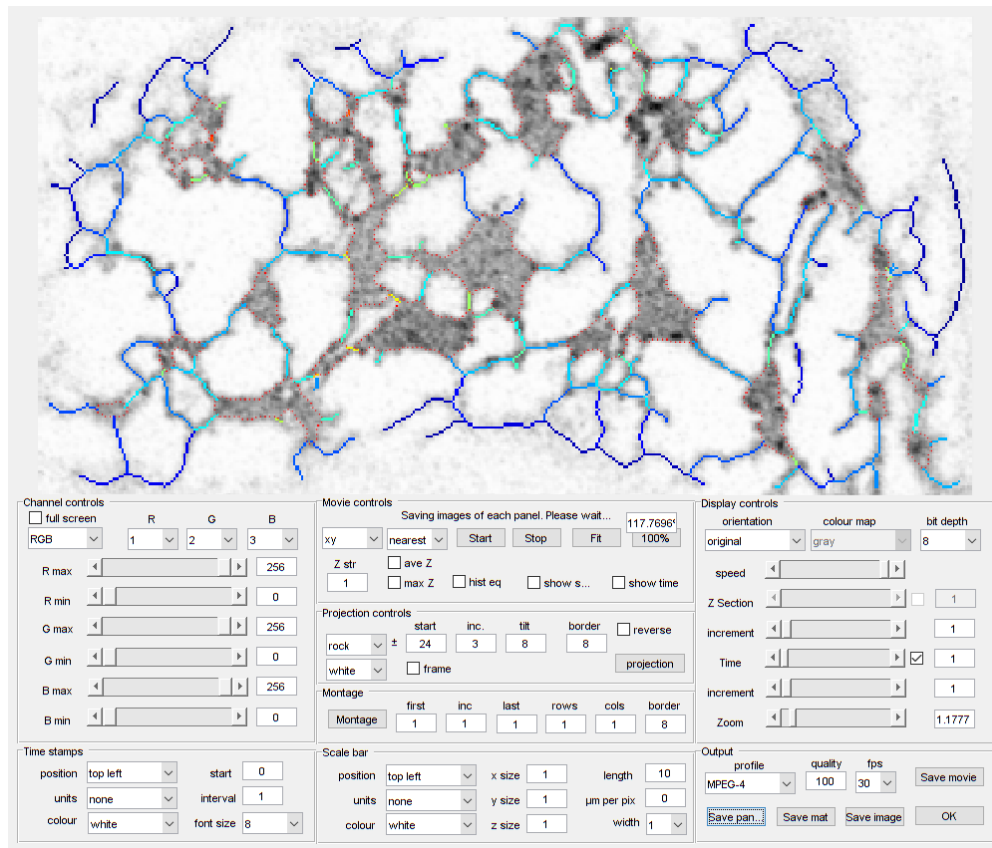 Channel controls
full screen R G B
RGB 1 2 3
R max 256
R min 0
G max 256
G min 0
B max 256
B min 0
Movie controls
Saving images of each panel. Please wait...
xy nearest Start Stop Fit 117.7696 100%
Z str ave Z
1 max Z hist eq show s... show time
Projection controls
start inc. tilt border reverse
rock ± 24 3 8 8
white frame projection
Montage
first inc last rows cols border
Montage 1 1 1 1 1 8
Display controls
orientation colour map bit depth
original gray 8
speed
Z Section 1
increment 1
Time 1
increment 1
Zoom 1.1777
Time stamps
position top left start 0
units none interval 1
colour white font size 8
Scale bar
position top left x size 1 length 10
units none y size 1 µm per pix 0
colour white z size 1 width 1
Output
profile quality fps
MPEG-4 100 30 Save movie
Save pan... Save mat Save image OK